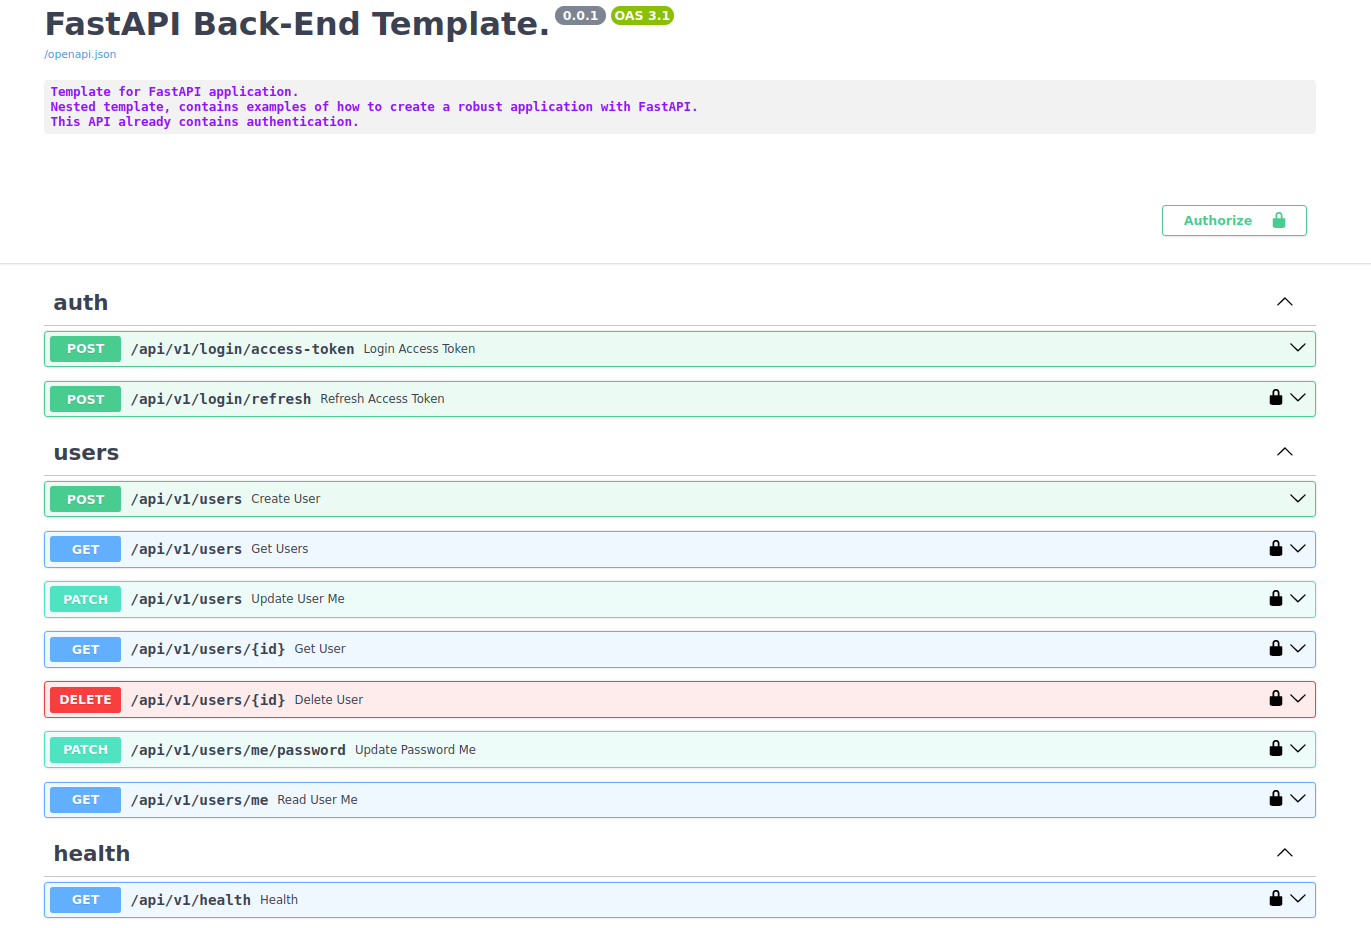 FastAPI Back-End Template. 0.0.1 OAS 3.1
/openapi.json
Template for FastAPI application.
Nested template, contains examples of how to create a robust application with FastAPI.
This API already contains authentication.
Authorize
auth
POST /api/v1/login/access-token Login Access Token
POST /api/v1/login/refresh Refresh Access Token
users
POST /api/v1/users Create User
GET /api/v1/users Get Users
PATCH /api/v1/users Update User Me
GET /api/v1/users/{id} Get User
DELETE /api/v1/users/{id} Delete User
PATCH /api/v1/users/me/password Update Password Me
GET /api/v1/users/me Read User Me
health
GET /api/v1/health Health